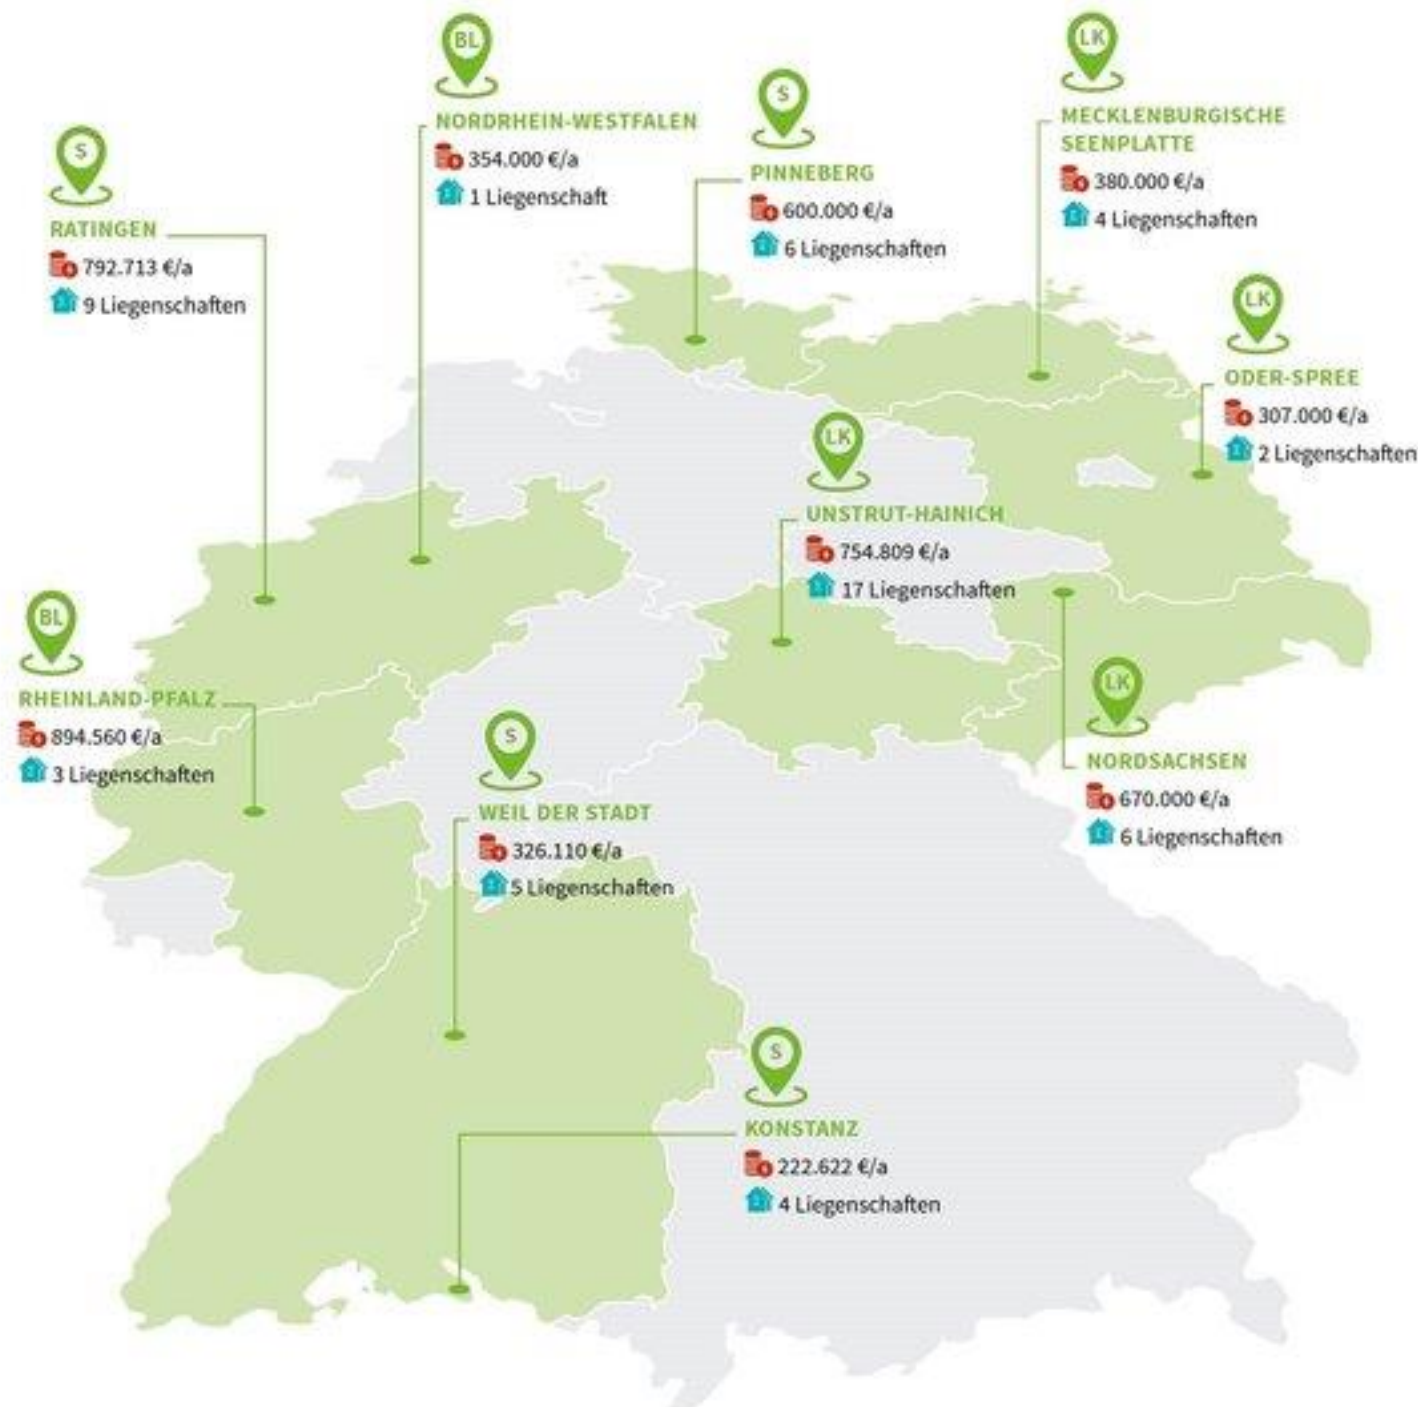 BL
NORDRHEIN-WESTFALEN
354.000 €/a
1 Liegenschaft
LK
MECKLENBURGISCHE
SEENPLATTE
380.000 €/a
4 Liegenschaften
S
PINNEBERG
600.000 €/a
6 Liegenschaften
S
RATINGEN
792.713 €/a
9 Liegenschaften
LK
ODER-SPREE
307.000 €/a
2 Liegenschaften
LK
UNSTRUT-HAINICH
754.809 €/a
17 Liegenschaften
BL
RHEINLAND-PFALZ
894.560 €/a
3 Liegenschaften
LK
NORDSACHSEN
670.000 €/a
6 Liegenschaften
S
WEIL DER STADT
326.110 €/a
5 Liegenschaften
S
KONSTANZ
222.622 €/a
4 Liegenschaften